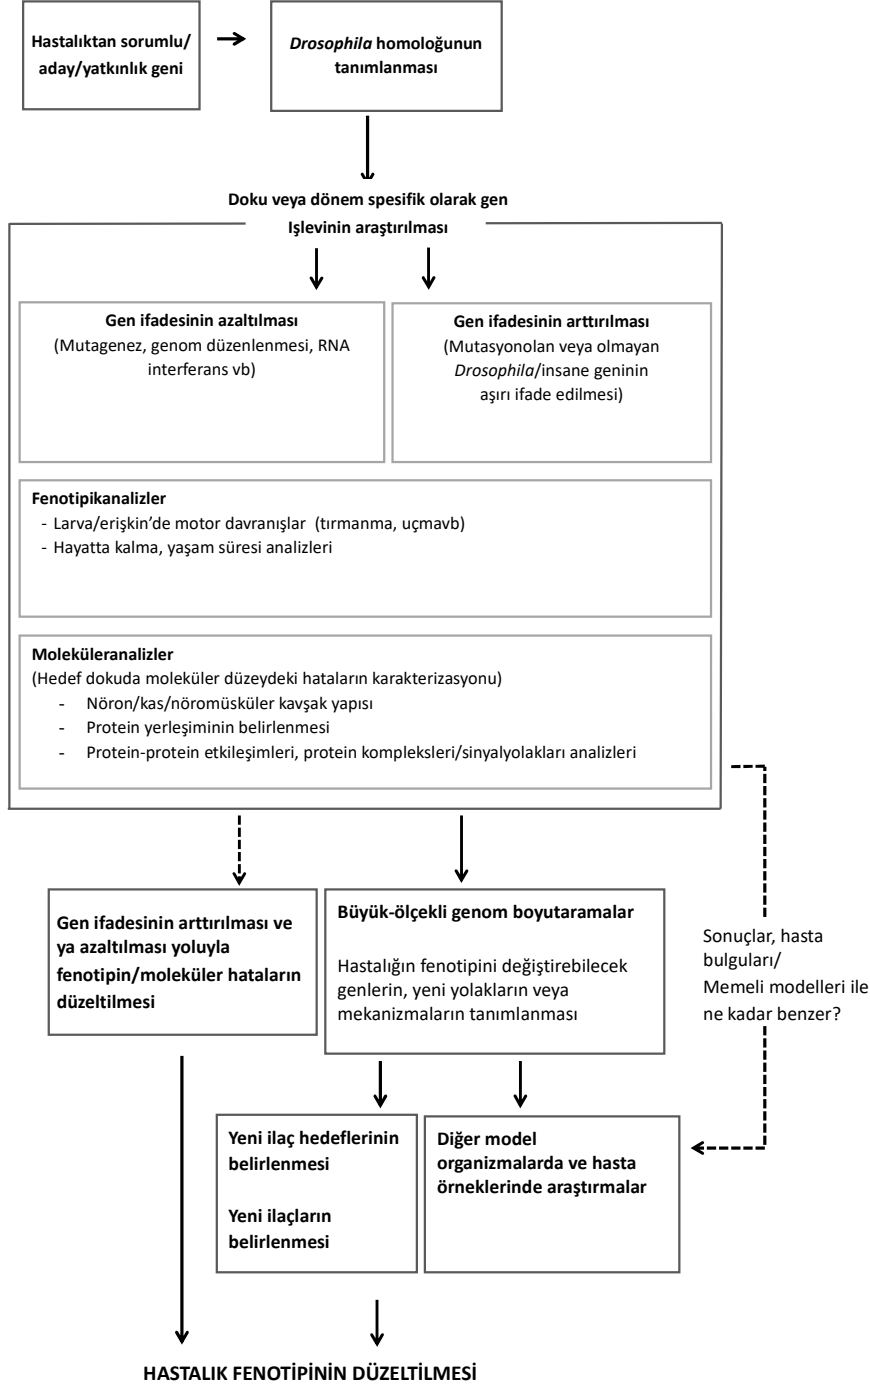 Hastalıktan sorumlu/
aday/yatkınlık geni
Drosophila homoloğunun
tanımlanması
Doku veya dönem spesifik olarak gen
Işlevinin araştırılması
Gen ifadesinin azaltılması
(Mutagenez, genom düzenlenmesi, RNA
interferans vb)
Gen ifadesinin arttırılması
(Mutasyonolan veya olmayan
Drosophila/insane geninin
aşırı ifade edilmesi)
Fenotipikanalizler
- Larva/erişkin’de motor davranışlar (tırmanma, uçmavb)
- Hayatta kalma, yaşam süresi analizleri
Moleküleranalizler
(Hedef dokuda moleküler düzeydeki hataların karakterizasyonu)
- Nöron/kas/nöromüsküler kavşak yapısı
- Protein yerleşiminin belirlenmesi
- Protein-protein etkileşimleri, protein kompleksleri/sinyalyolakları analizleri
Gen ifadesinin arttırılması ve
ya azaltılması yoluyla
fenotipin/moleküler hataların
düzeltilmesi
Büyük-ölçekli genom boyutaramalar
Hastalığın fenotipini değiştirebilecek
genlerin, yeni yolakların veya
mekanizmaların tanımlanması
Sonuçlar, hasta
bulguları/
Memeli modelleri ile
ne kadar benzer?
Yeni ilaç hedeflerinin
belirlenmesi
Yeni ilaçların
belirlenmesi
Diğer model
organizmalarda ve hasta
örneklerinde araştırmalar
HASTALIK FENOTİPİNİN DÜZELTİLMESİ